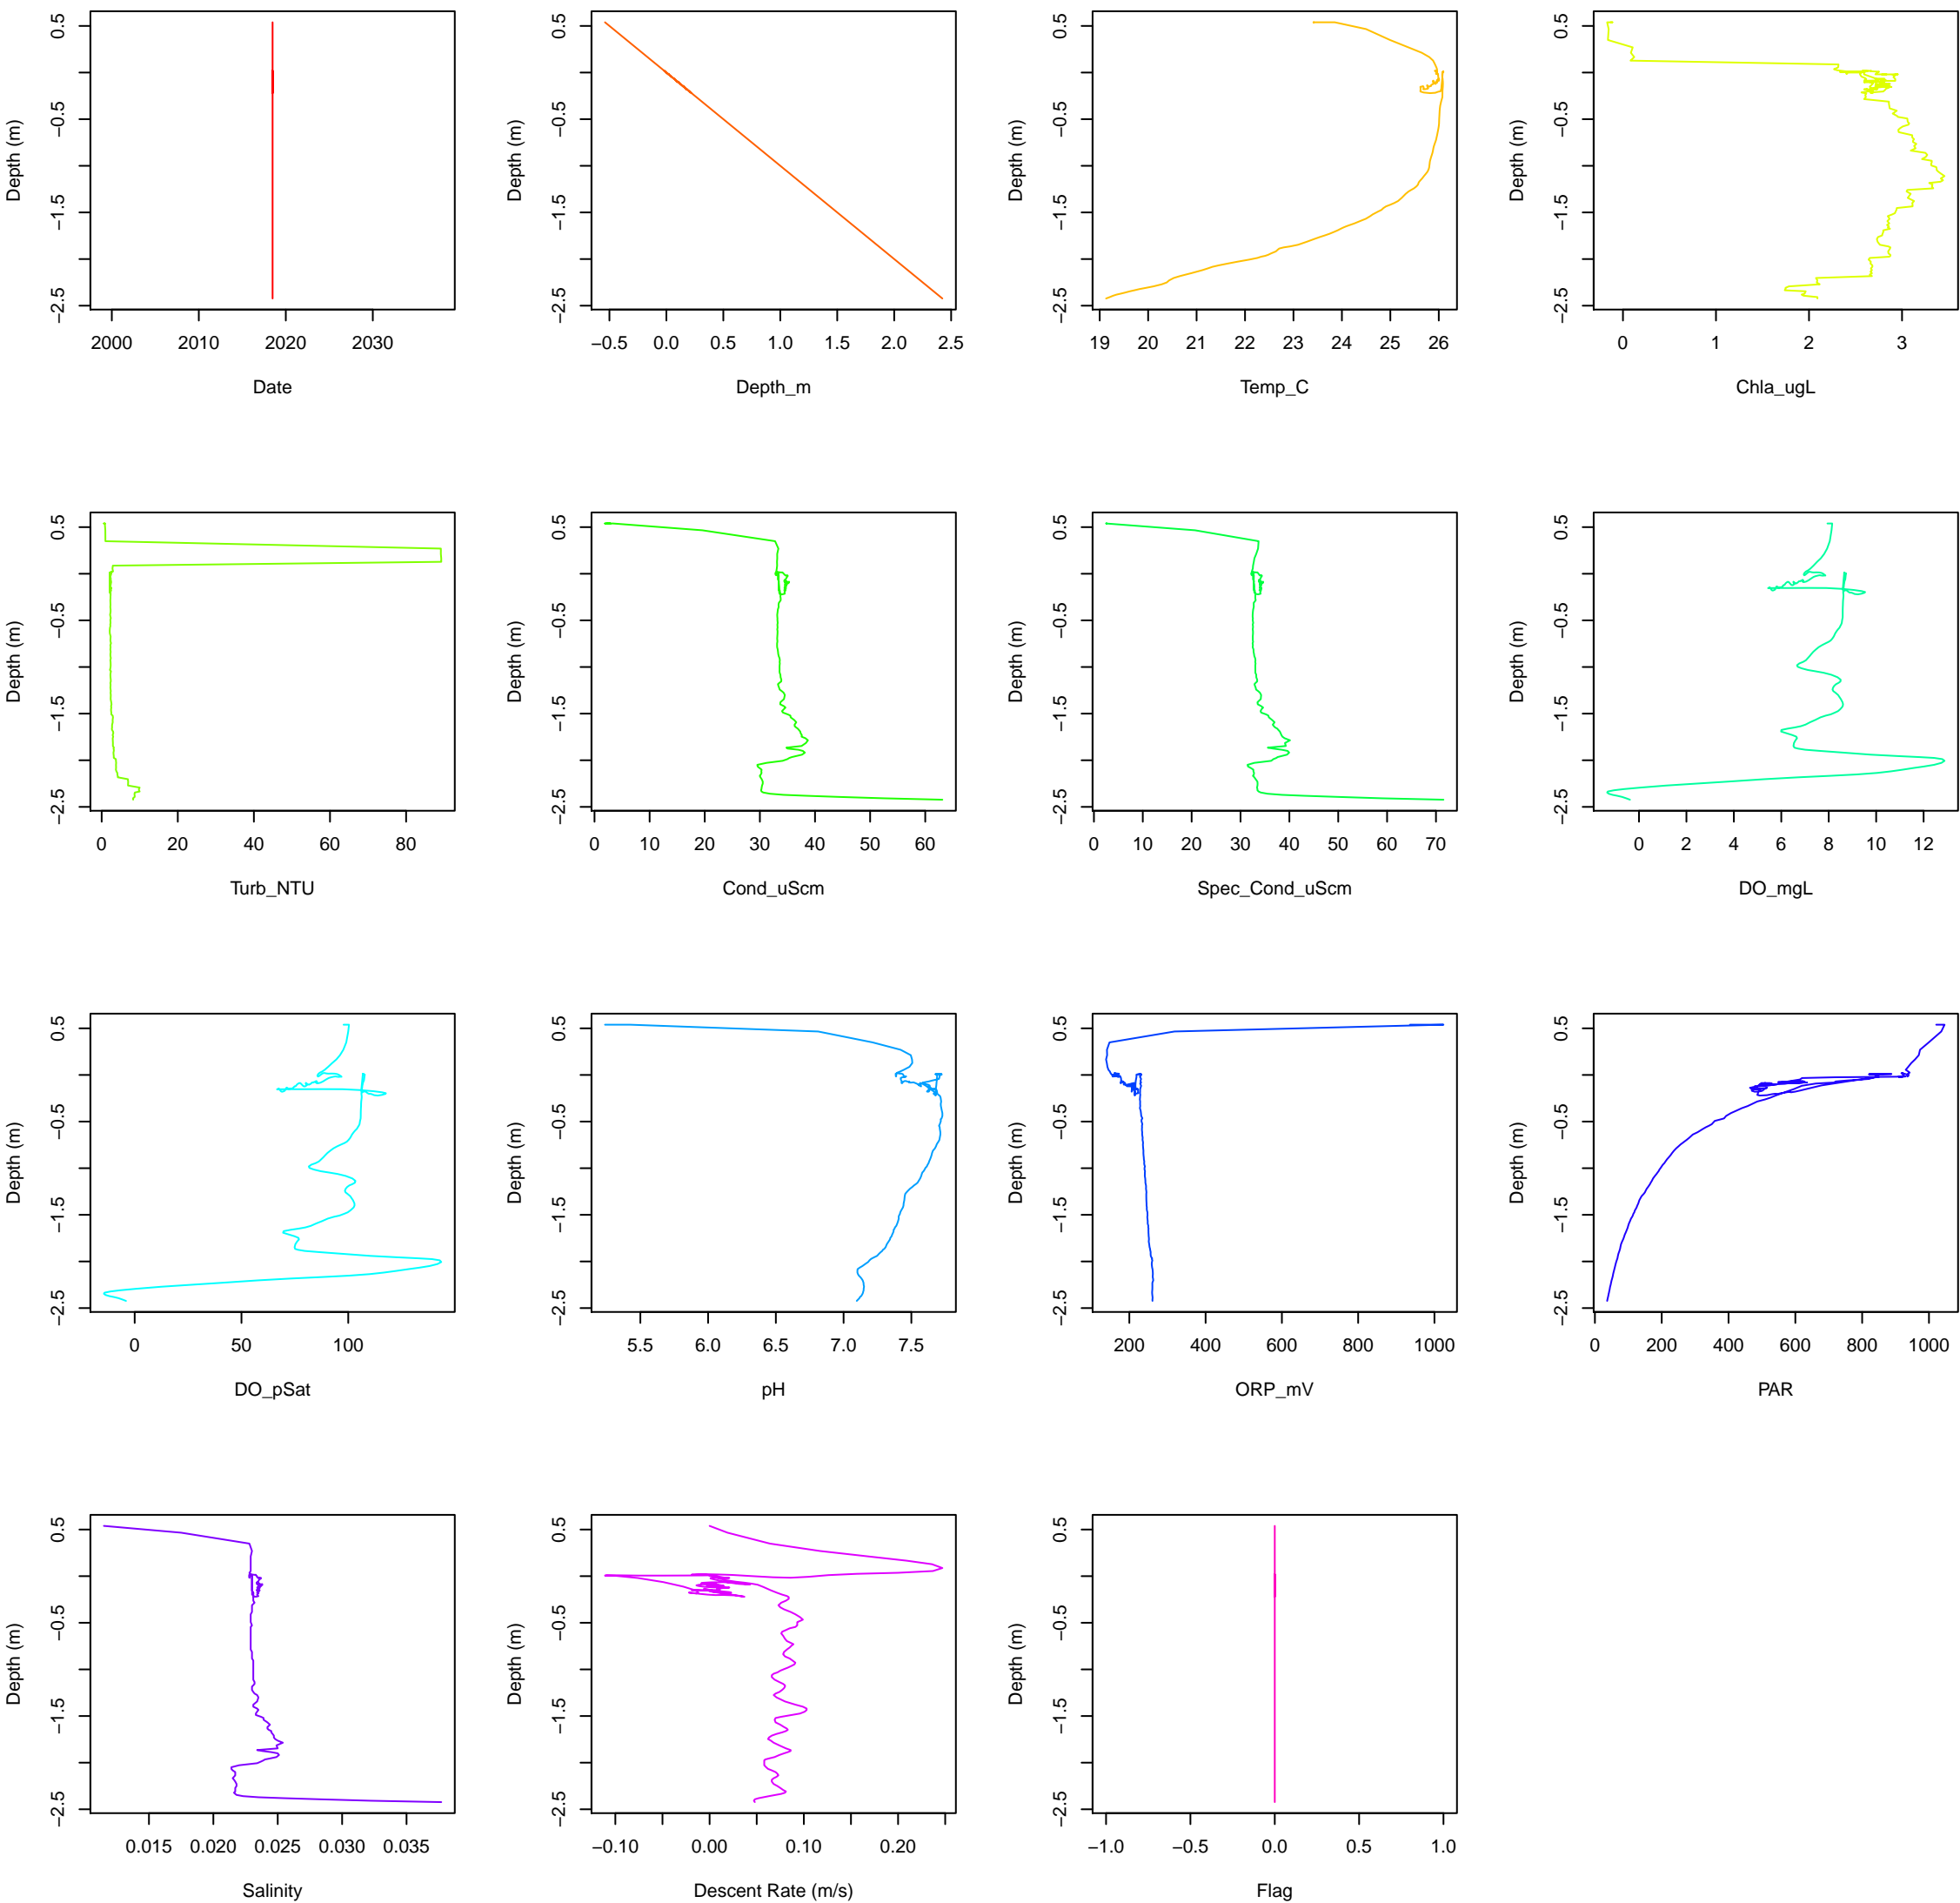 Depth (m)
0.5
−0.5
−1.5
−2.5
2000 2010 2020 2030
Date
Depth (m)
0.5
−0.5
−1.5
−2.5
−0.5 0.0 0.5 1.0 1.5 2.0 2.5
Depth_m
Depth (m)
0.5
−0.5
−1.5
−2.5
19 20 21 22 23 24 25 26
Temp_C
Depth (m)
0.5
−0.5
−1.5
−2.5
0 1 2 3
Chla_ugL
Depth (m)
0.5
−0.5
−1.5
−2.5
0 20 40 60 80
Turb_NTU
Depth (m)
0.5
−0.5
−1.5
−2.5
0 10 20 30 40 50 60
Cond_uScm
Depth (m)
0.5
−0.5
−1.5
−2.5
0 10 20 30 40 50 60 70
Spec_Cond_uScm
Depth (m)
0.5
−0.5
−1.5
−2.5
0 2 4 6 8 10 12
DO_mgL
Depth (m)
0.5
−0.5
−1.5
−2.5
0 50 100
DO_pSat
Depth (m)
0.5
−0.5
−1.5
−2.5
5.5 6.0 6.5 7.0 7.5
pH
Depth (m)
0.5
−0.5
−1.5
−2.5
200 400 600 800 1000
ORP_mV
Depth (m)
0.5
−0.5
−1.5
−2.5
0 200 400 600 800 1000
PAR
Depth (m)
0.5
−0.5
−1.5
−2.5
0.015 0.020 0.025 0.030 0.035
Salinity
Depth (m)
0.5
−0.5
−1.5
−2.5
−0.10 0.00 0.10 0.20
Descent Rate (m/s)
Depth (m)
0.5
−0.5
−1.5
−2.5
−1.0 −0.5 0.0 0.5 1.0
Flag